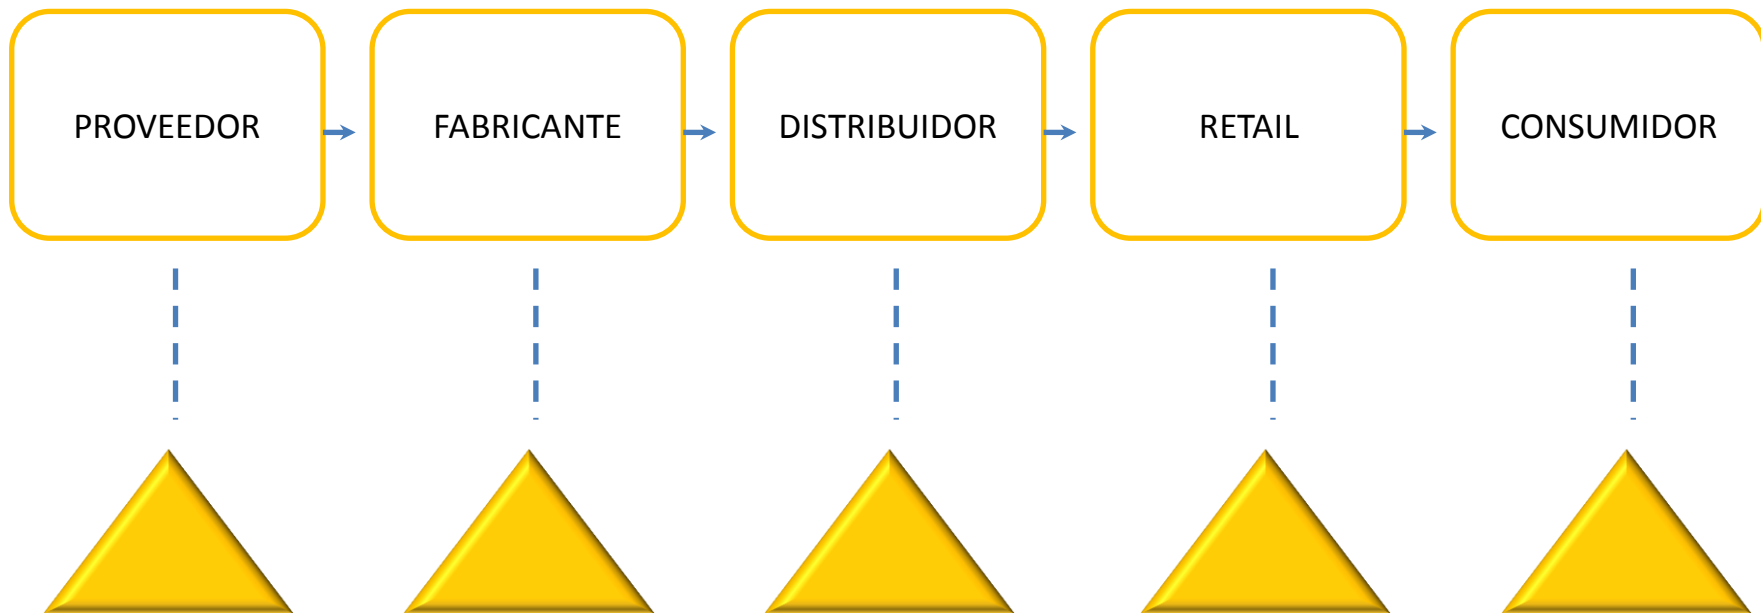 PROVEEDOR
FABRICANTE
DISTRIBUIDOR
RETAIL
CONSUMIDOR